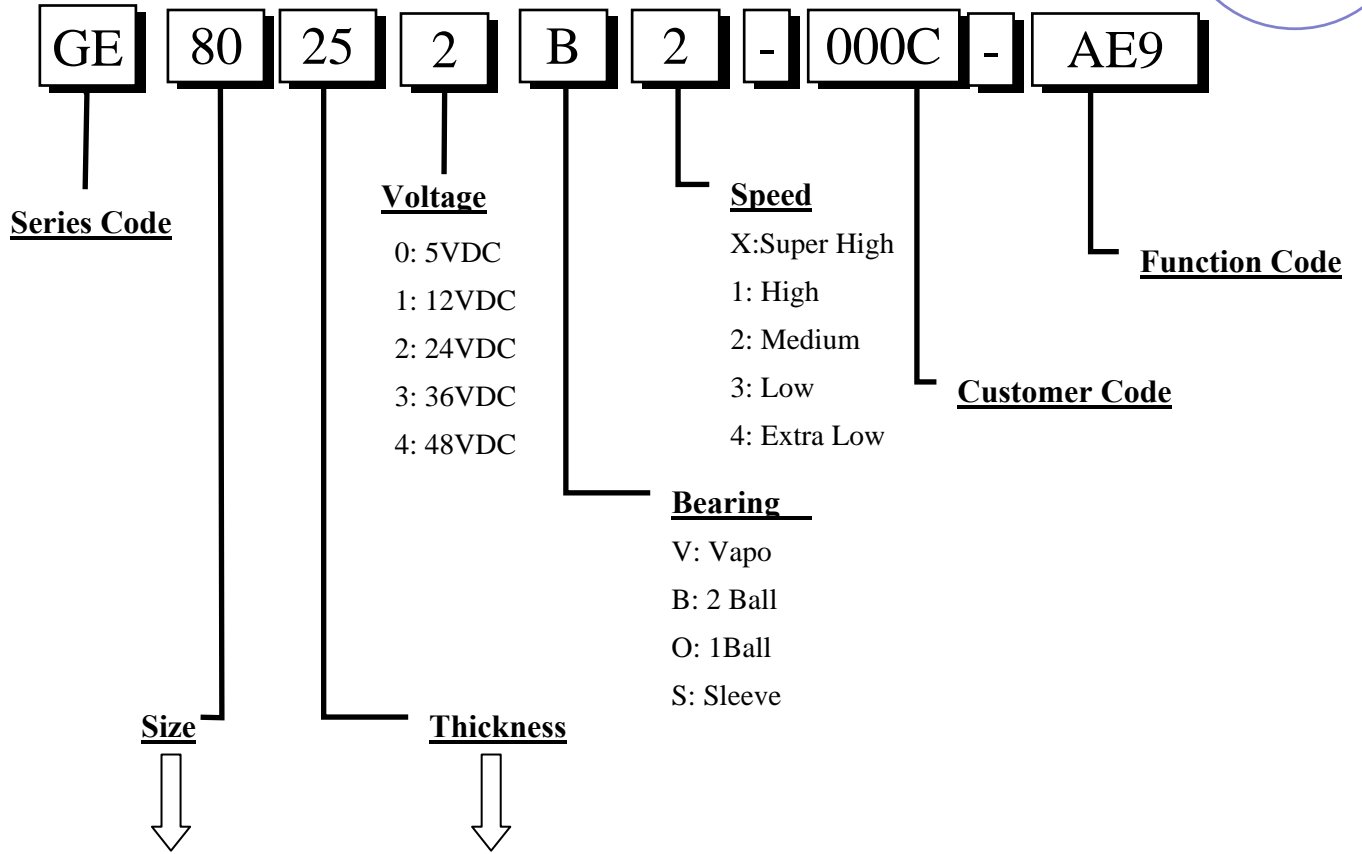 GE 80 25 2 B 2 - 000C - AE9
Series Code
Voltage
0: 5VDC
1: 12VDC
2: 24VDC
3: 36VDC
4: 48VDC
Speed
X:Super High
1: High
2: Medium
3: Low
4: Extra Low
Function Code
Customer Code
Bearing
V: Vapo
B: 2 Ball
O: 1Ball
S: Sleeve
Size
Thickness